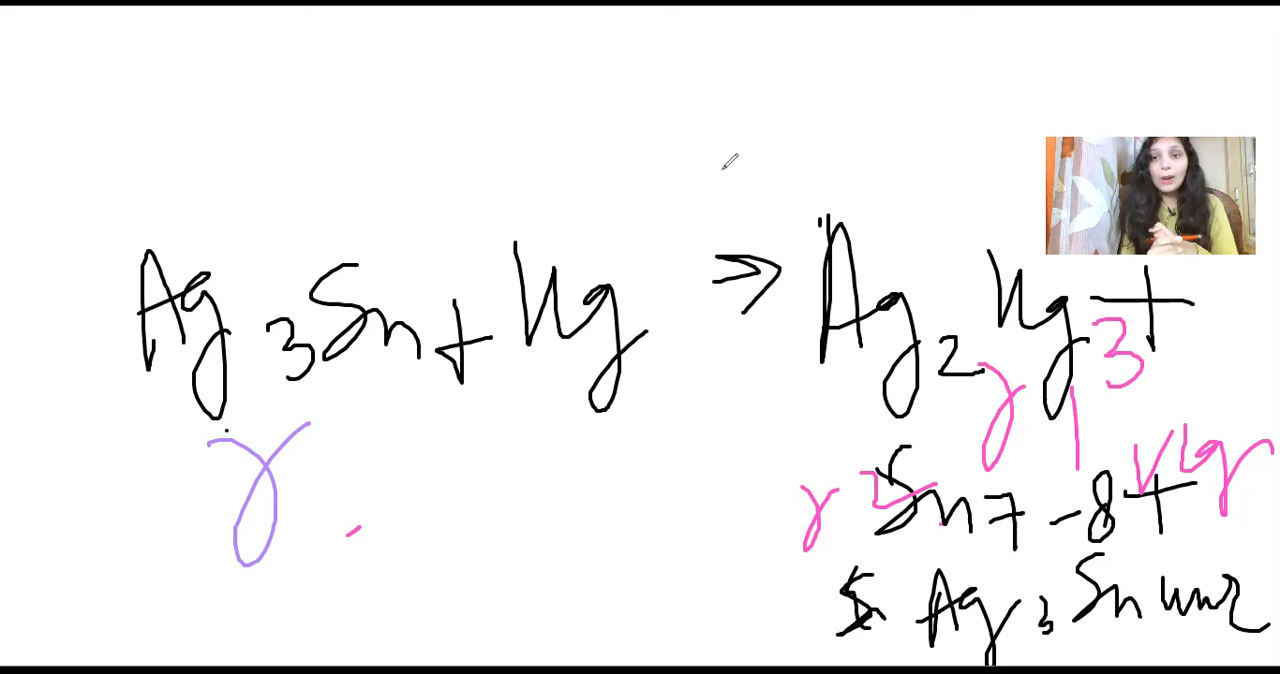 Ag3Sn + Hg ⇒ Ag2Hg3 +
γ γ1
γ2 Sn7-8 + Hg
Ag3Sn unr